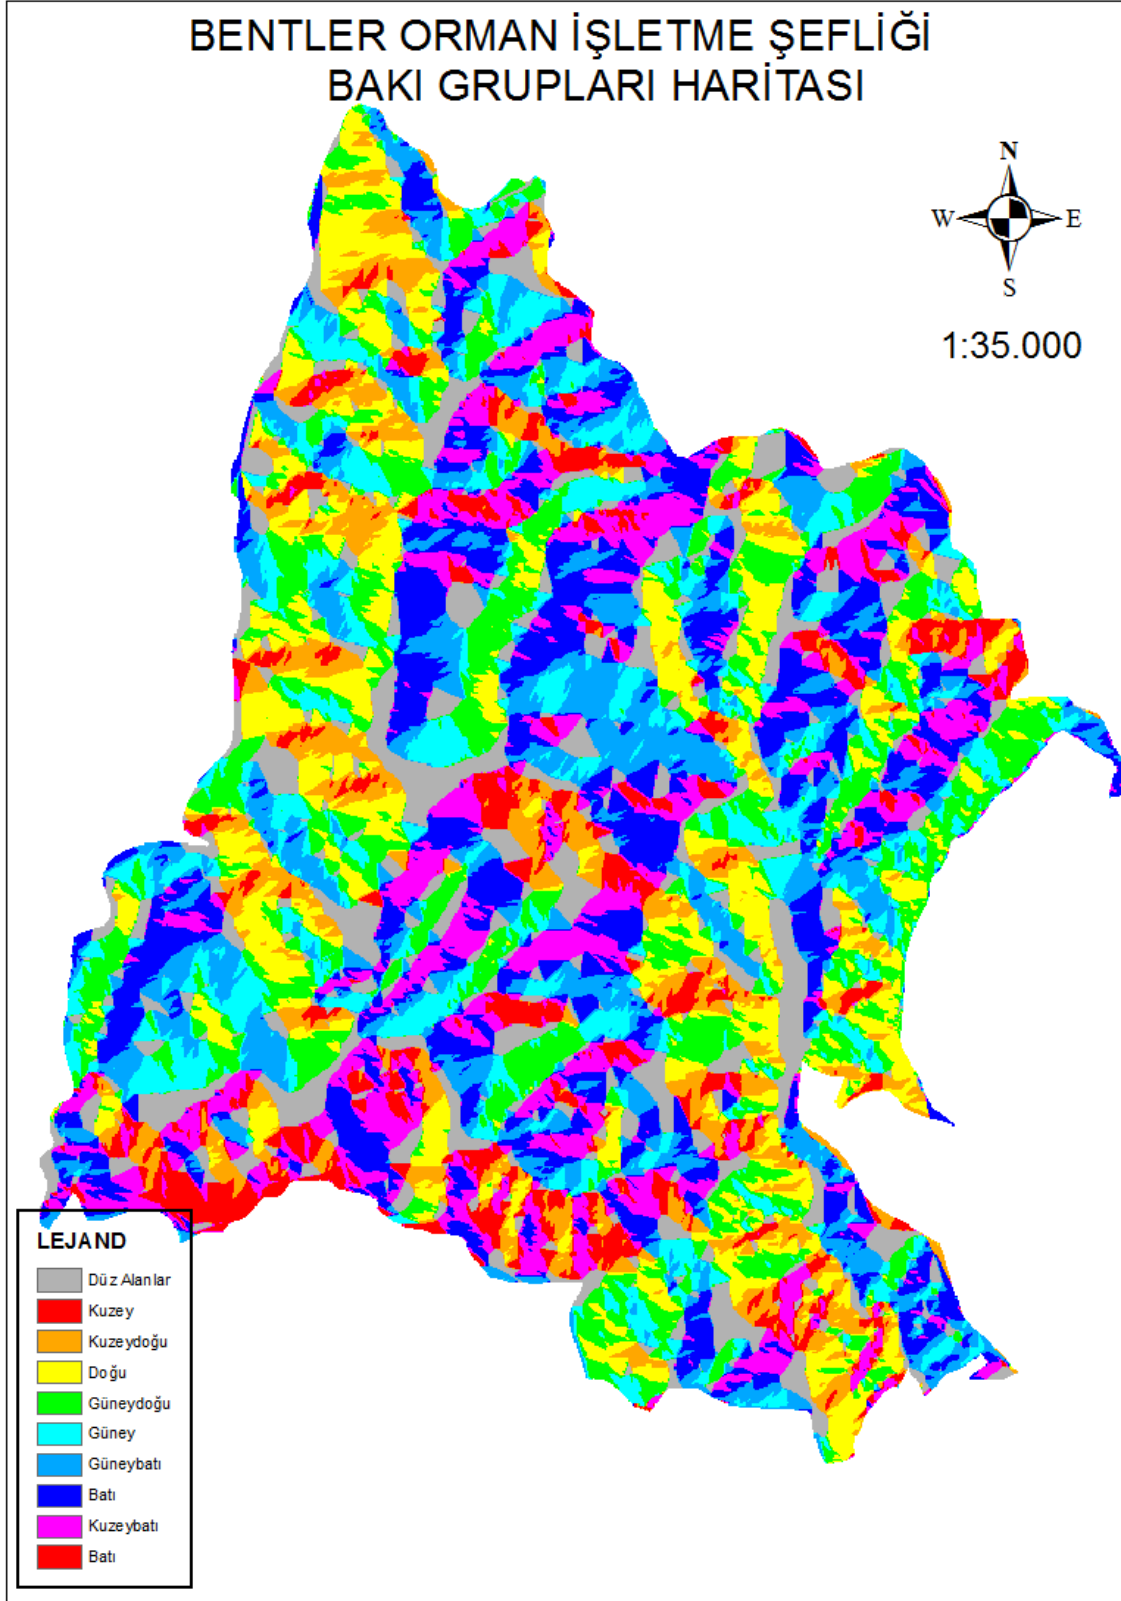 BENTLER ORMAN İŞLETME ŞEFLİĞİ
BAKI GRUPLARI HARİTASI
N
W E
S
1:35.000
LEJAND
Düz Alanlar
Kuzey
Kuzeydoğu
Doğu
Güneydoğu
Güney
Güneybatı
Batı
Kuzeybatı
Batı